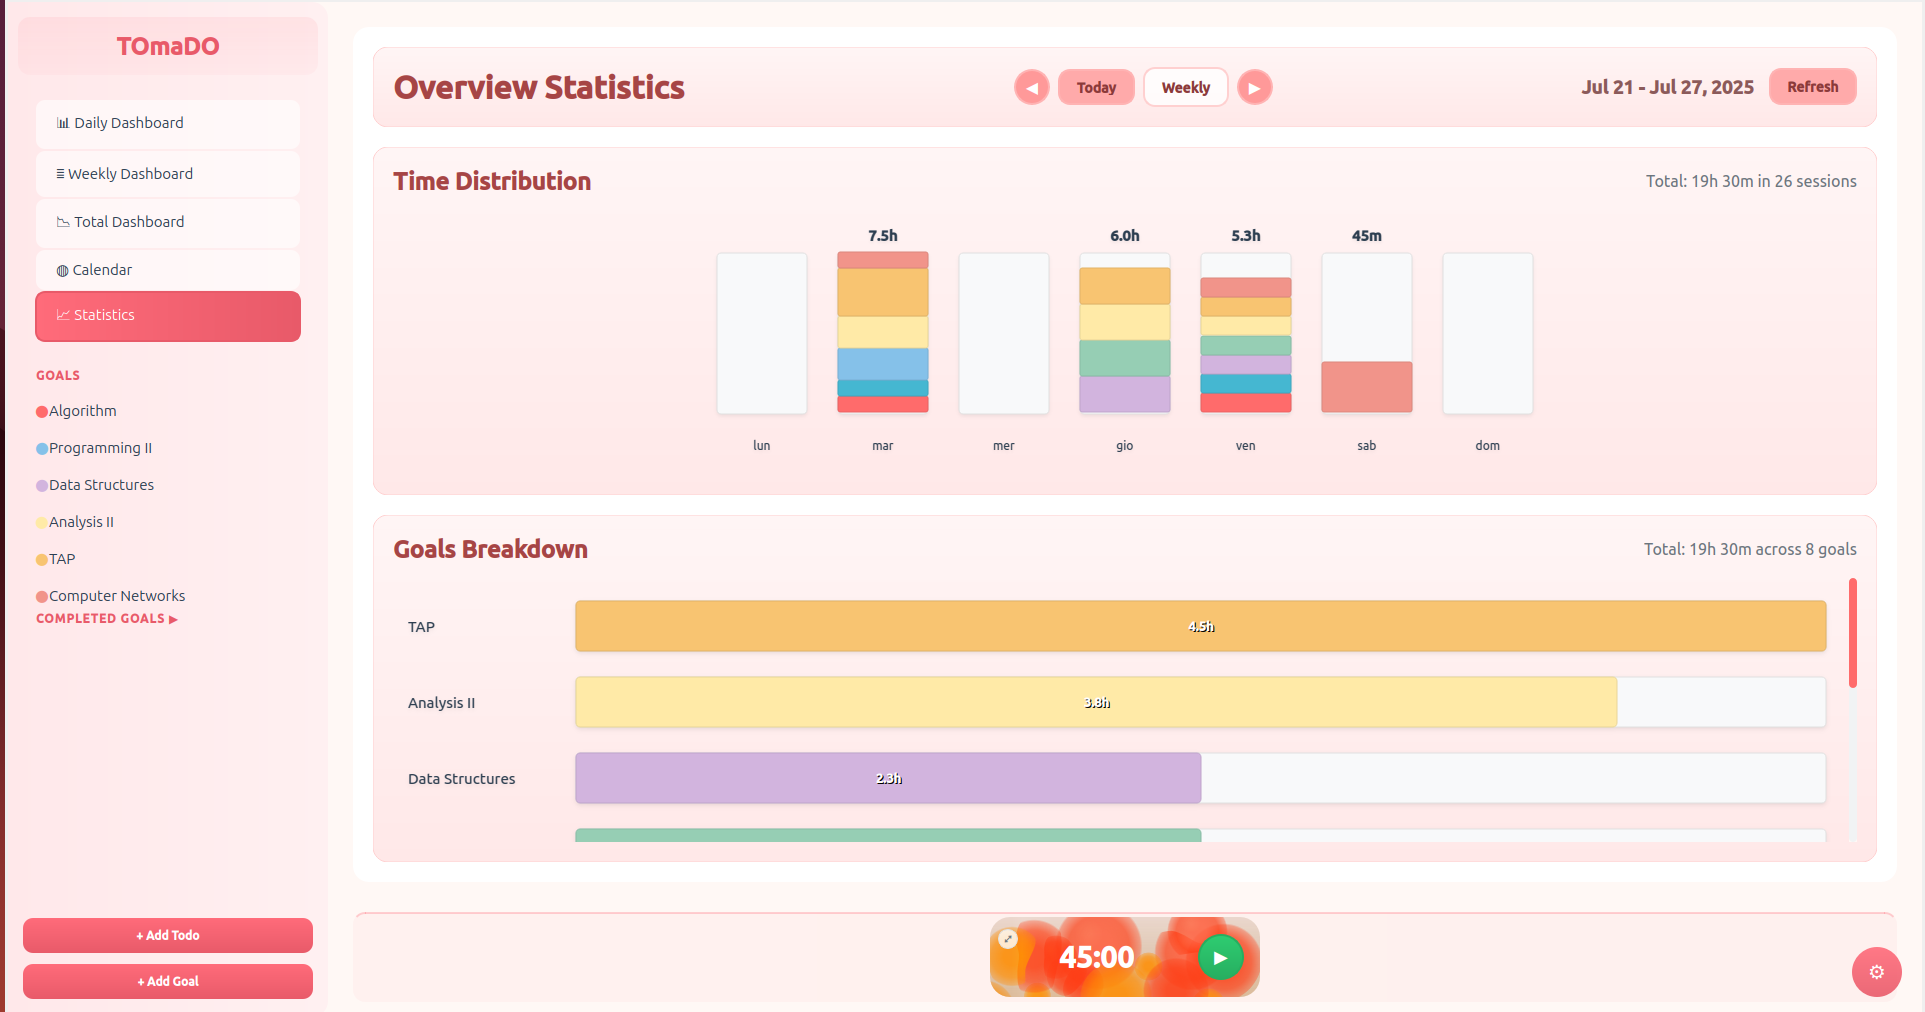 TOmaDO
Daily Dashboard
Weekly Dashboard
Total Dashboard
Calendar
Statistics
GOALS
Algorithm
Programming II
Data Structures
Analysis II
TAP
Computer Networks
COMPLETED GOALS ▶
+ Add Todo
+ Add Goal
Overview Statistics
◀ Today Weekly ▶
Jul 21 - Jul 27, 2025
Refresh
Time Distribution
Total: 19h 30m in 26 sessions
7.5h 6.0h 5.3h 45m
lun mar mer gio ven sab dom
Goals Breakdown
Total: 19h 30m across 8 goals
TAP 4.5h
Analysis II 3.8h
Data Structures 2.3h
45:00